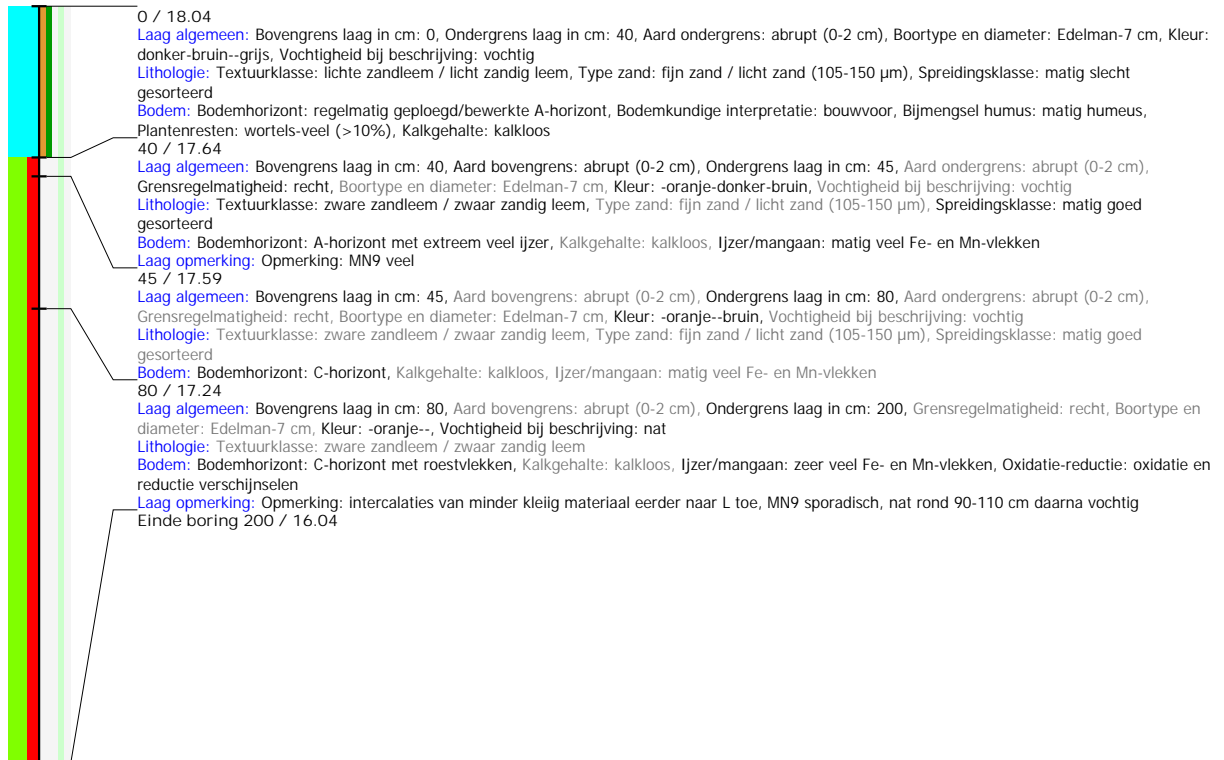 0 / 18.04
Laag algemeen: Bovengrens laag in cm: 0, Ondergrens laag in cm: 40, Aard ondergrens: abrupt (0-2 cm), Boortype en diameter: Edelman-7 cm, Kleur:
donker-bruin--grijs, Vochtigheid bij beschrijving: vochtig
Lithologie: Textuurklasse: lichte zandleem / licht zandig leem, Type zand: fijn zand / licht zand (105-150 µm), Spreidingsklasse: matig slecht
gesorteerd
Bodem: Bodemhorizont: regelmatig geploegd/bewerkte A-horizont, Bodemkundige interpretatie: bouwvoor, Bijmengsel humus: matig humeus,
Plantenresten: wortels-veel (>10%), Kalkgehalte: kalkloos
40 / 17.64
Laag algemeen: Bovengrens laag in cm: 40, Aard bovengrens: abrupt (0-2 cm), Ondergrens laag in cm: 45, Aard ondergrens: abrupt (0-2 cm),
Grensregelmatigheid: recht, Boortype en diameter: Edelman-7 cm, Kleur: -oranje-donker-bruin, Vochtigheid bij beschrijving: vochtig
Lithologie: Textuurklasse: zware zandleem / zwaar zandig leem, Type zand: fijn zand / licht zand (105-150 µm), Spreidingsklasse: matig goed
gesorteerd
Bodem: Bodemhorizont: A-horizont met extreem veel ijzer, Kalkgehalte: kalkloos, Ijzer/mangaan: matig veel Fe- en Mn-vlekken
Laag opmerking: Opmerking: MN9 veel
45 / 17.59
Laag algemeen: Bovengrens laag in cm: 45, Aard bovengrens: abrupt (0-2 cm), Ondergrens laag in cm: 80, Aard ondergrens: abrupt (0-2 cm),
Grensregelmatigheid: recht, Boortype en diameter: Edelman-7 cm, Kleur: -oranje--bruin, Vochtigheid bij beschrijving: vochtig
Lithologie: Textuurklasse: zware zandleem / zwaar zandig leem, Type zand: fijn zand / licht zand (105-150 µm), Spreidingsklasse: matig goed
gesorteerd
Bodem: Bodemhorizont: C-horizont, Kalkgehalte: kalkloos, Ijzer/mangaan: matig veel Fe- en Mn-vlekken
80 / 17.24
Laag algemeen: Bovengrens laag in cm: 80, Aard bovengrens: abrupt (0-2 cm), Ondergrens laag in cm: 200, Grensregelmatigheid: recht, Boortype en
diameter: Edelman-7 cm, Kleur: -oranje--, Vochtigheid bij beschrijving: nat
Lithologie: Textuurklasse: zware zandleem / zwaar zandig leem
Bodem: Bodemhorizont: C-horizont met roestvlekken, Kalkgehalte: kalkloos, Ijzer/mangaan: zeer veel Fe- en Mn-vlekken, Oxidatie-reductie: oxidatie en
reductie verschijnselen
Laag opmerking: Opmerking: intercalaties van minder kleiig materiaal eerder naar L toe, MN9 sporadisch, nat rond 90-110 cm daarna vochtig
Einde boring 200 / 16.04